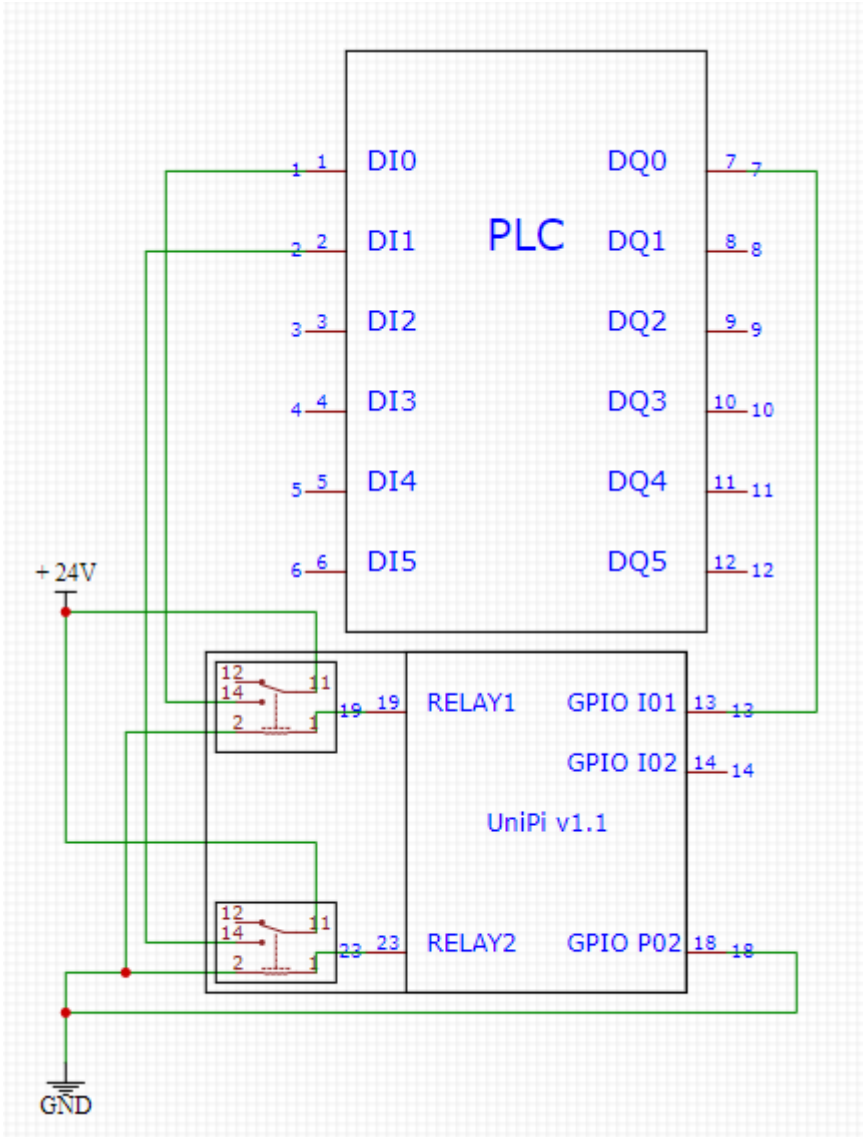 1 1 DI0 DQ0 7 7
2 2 DI1 PLC DQ1 8 8
3 3 DI2 DQ2 9 9
4 4 DI3 DQ3 10 10
5 5 DI4 DQ4 11 11
6 6 DI5 DQ5 12 12
+ 24V
12
14 11
2 1 19 19 RELAY1 GPIO I01 13 13
GPIO I02 14 14
UniPi v1.1
12
14 11
2 1 23 23 RELAY2 GPIO P02 18 18
GND